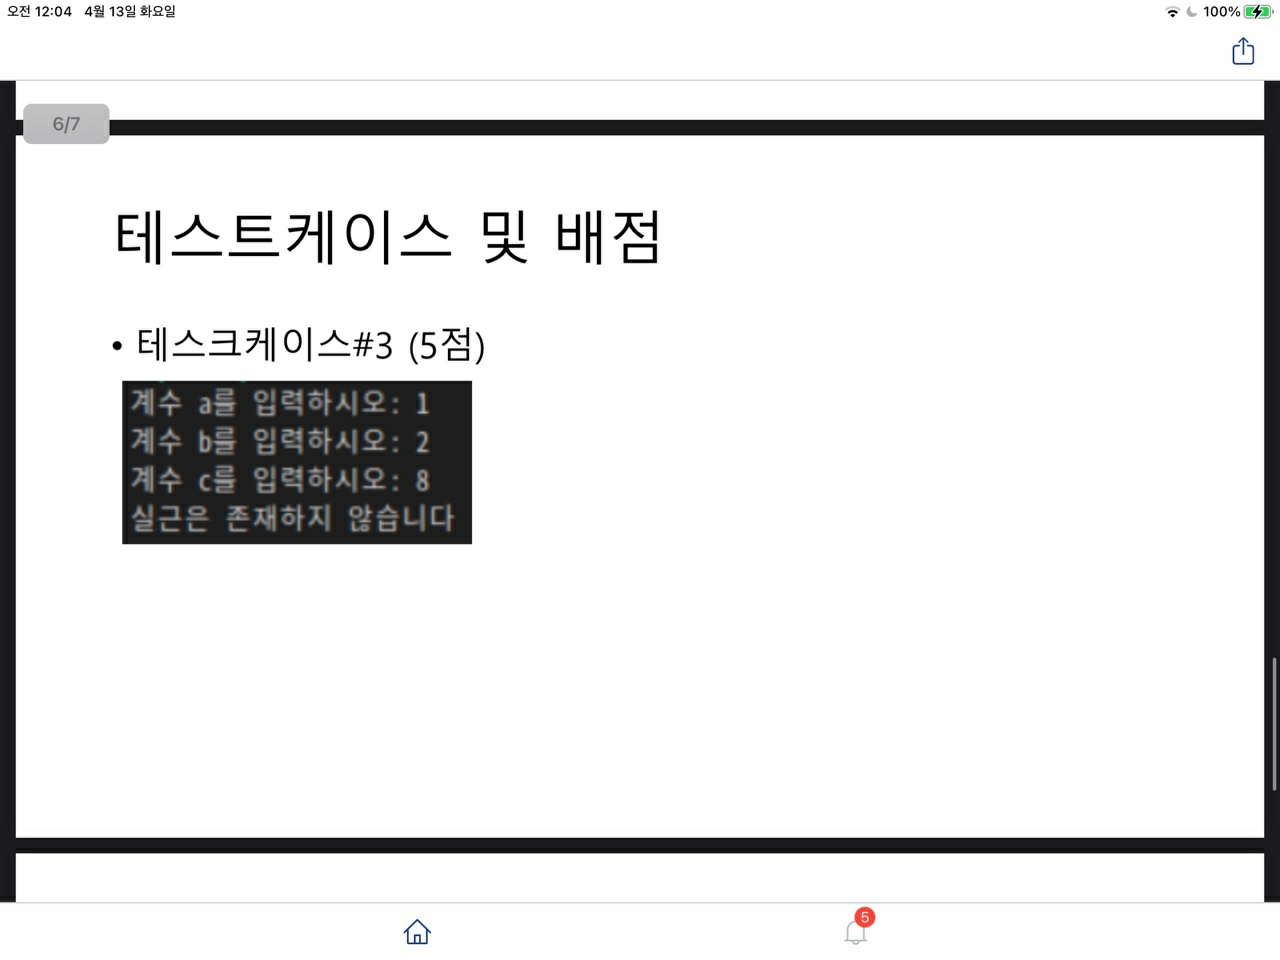 오전 12:04 4월 13일 화요일
100%
6/7
테스트케이스 및 배점
• 테스크케이스#3 (5점)
계수 a를 입력하시오: 1
계수 b를 입력하시오: 2
계수 c를 입력하시오: 8
실근은 존재하지 않습니다
5